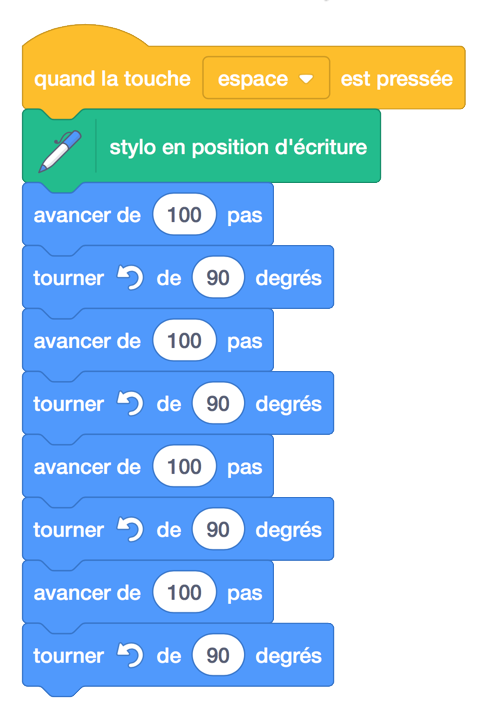 quand la touche espace est pressée
stylo en position d'écriture
avancer de 100 pas
tourner de 90 degrés
avancer de 100 pas
tourner de 90 degrés
avancer de 100 pas
tourner de 90 degrés
avancer de 100 pas
tourner de 90 degrés